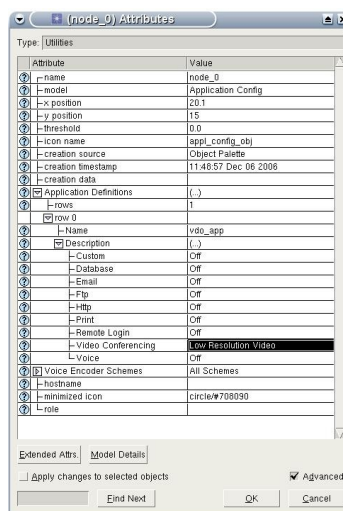 (node_0) Attributes
Type: Utilities
Attribute Value
name node_0
model Application Config
x position 20.1
y position 15
threshold 0.0
icon name appl_config_obj
creation source Object Palette
creation timestamp 11:48:57 Dec 06 2006
creation data
Application Definitions (...)
rows 1
row 0
Name vdo_app
Description (...)
Custom Off
Database Off
Email Off
Ftp Off
Http Off
Print Off
Remote Login Off
Video Conferencing Low Resolution Video
Voice Off
Voice Encoder Schemes All Schemes
hostname
minimized icon circle/#708090
role
Extended Attrs. Model Details
Apply changes to selected objects Advanced
Find Next OK Cancel